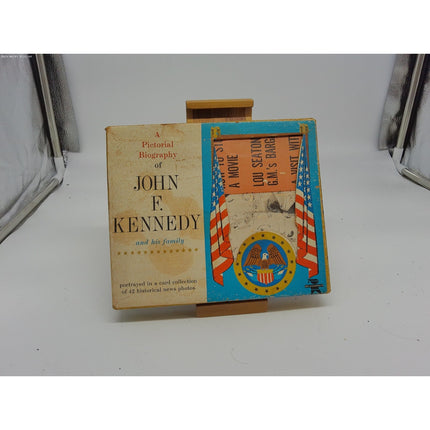 A
Pictorial
Biography
of
JOHN
F.
KENNEDY
and his family
portrayed in a card collection
of 42 historical news photos
A MOVIE
LOU SEATON
G.M.'s BARG